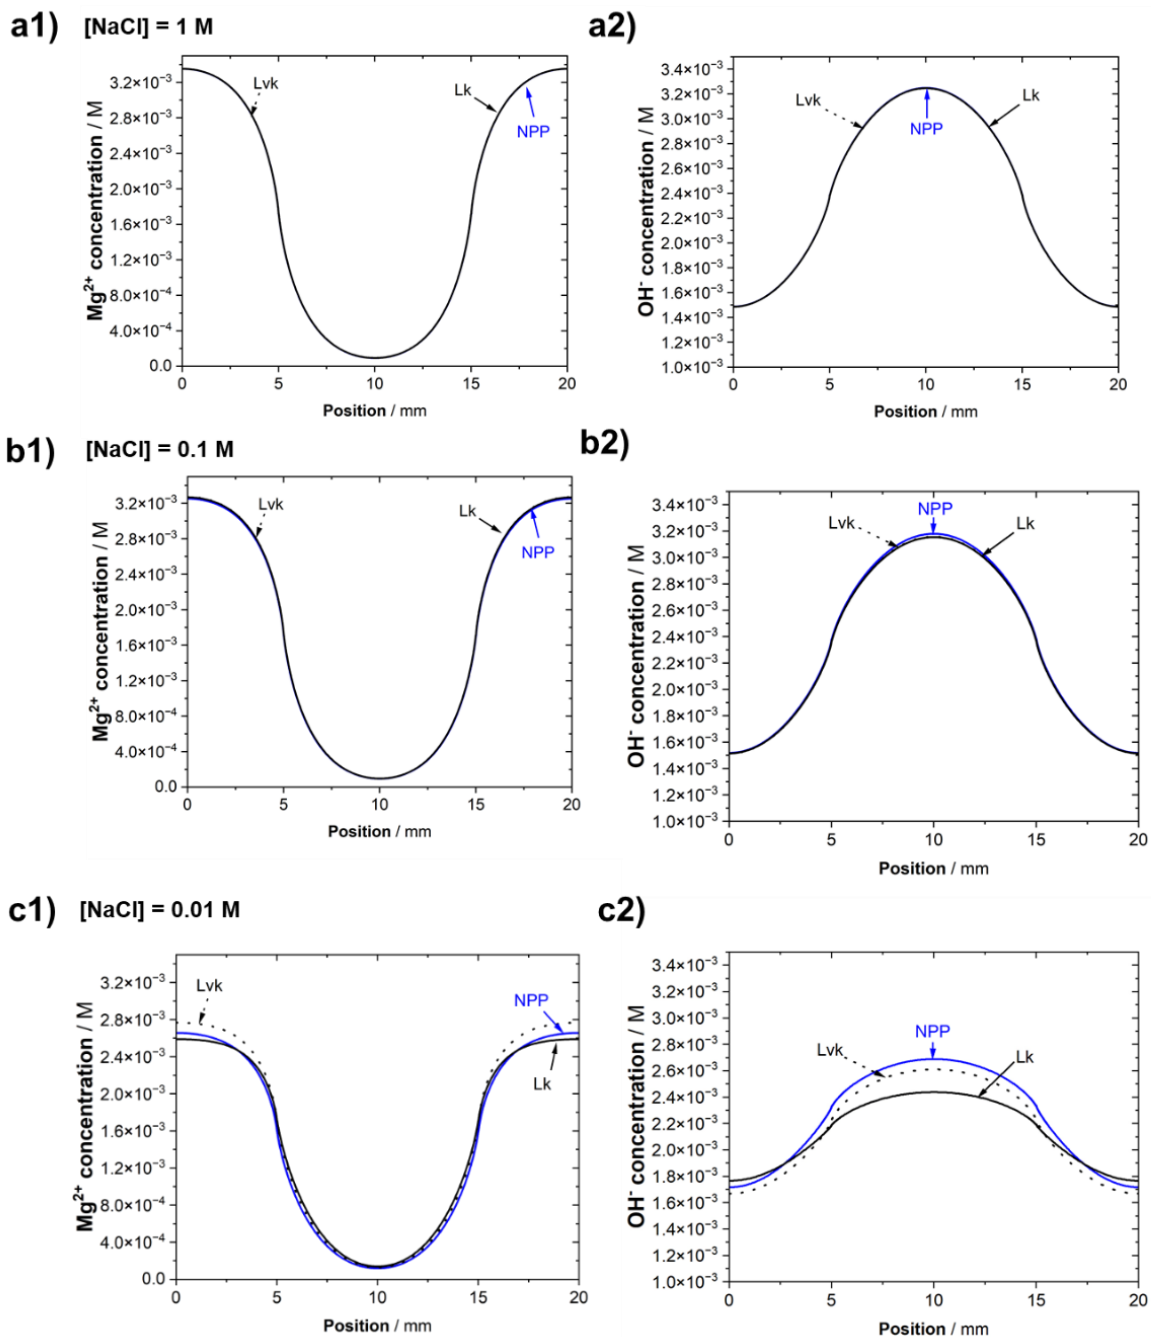 a1) [NaCl] = 1 M
Mg²⁺ concentration / M
3.2×10⁻³
2.8×10⁻³
2.4×10⁻³
2.0×10⁻³
1.6×10⁻³
1.2×10⁻³
8.0×10⁻⁴
4.0×10⁻⁴
0.0
Lvk
Lk
NPP
0 5 10 15 20
Position / mm
a2)
OH⁻ concentration / M
3.4×10⁻³
3.2×10⁻³
3.0×10⁻³
2.8×10⁻³
2.6×10⁻³
2.4×10⁻³
2.2×10⁻³
2.0×10⁻³
1.8×10⁻³
1.6×10⁻³
1.4×10⁻³
1.2×10⁻³
1.0×10⁻³
Lvk
Lk
NPP
0 5 10 15 20
Position / mm
b1) [NaCl] = 0.1 M
Mg²⁺ concentration / M
3.2×10⁻³
2.8×10⁻³
2.4×10⁻³
2.0×10⁻³
1.6×10⁻³
1.2×10⁻³
8.0×10⁻⁴
4.0×10⁻⁴
0.0
Lvk
Lk
NPP
0 5 10 15 20
Position / mm
b2)
OH⁻ concentration / M
3.4×10⁻³
3.2×10⁻³
3.0×10⁻³
2.8×10⁻³
2.6×10⁻³
2.4×10⁻³
2.2×10⁻³
2.0×10⁻³
1.8×10⁻³
1.6×10⁻³
1.4×10⁻³
1.2×10⁻³
1.0×10⁻³
NPP
Lvk
Lk
0 5 10 15 20
Position / mm
c1) [NaCl] = 0.01 M
Mg²⁺ concentration / M
3.2×10⁻³
2.8×10⁻³
2.4×10⁻³
2.0×10⁻³
1.6×10⁻³
1.2×10⁻³
8.0×10⁻⁴
4.0×10⁻⁴
0.0
Lvk
NPP
Lk
0 5 10 15 20
Position / mm
c2)
OH⁻ concentration / M
3.4×10⁻³
3.2×10⁻³
3.0×10⁻³
2.8×10⁻³
2.6×10⁻³
2.4×10⁻³
2.2×10⁻³
2.0×10⁻³
1.8×10⁻³
1.6×10⁻³
1.4×10⁻³
1.2×10⁻³
1.0×10⁻³
NPP
Lvk
Lk
0 5 10 15 20
Position / mm